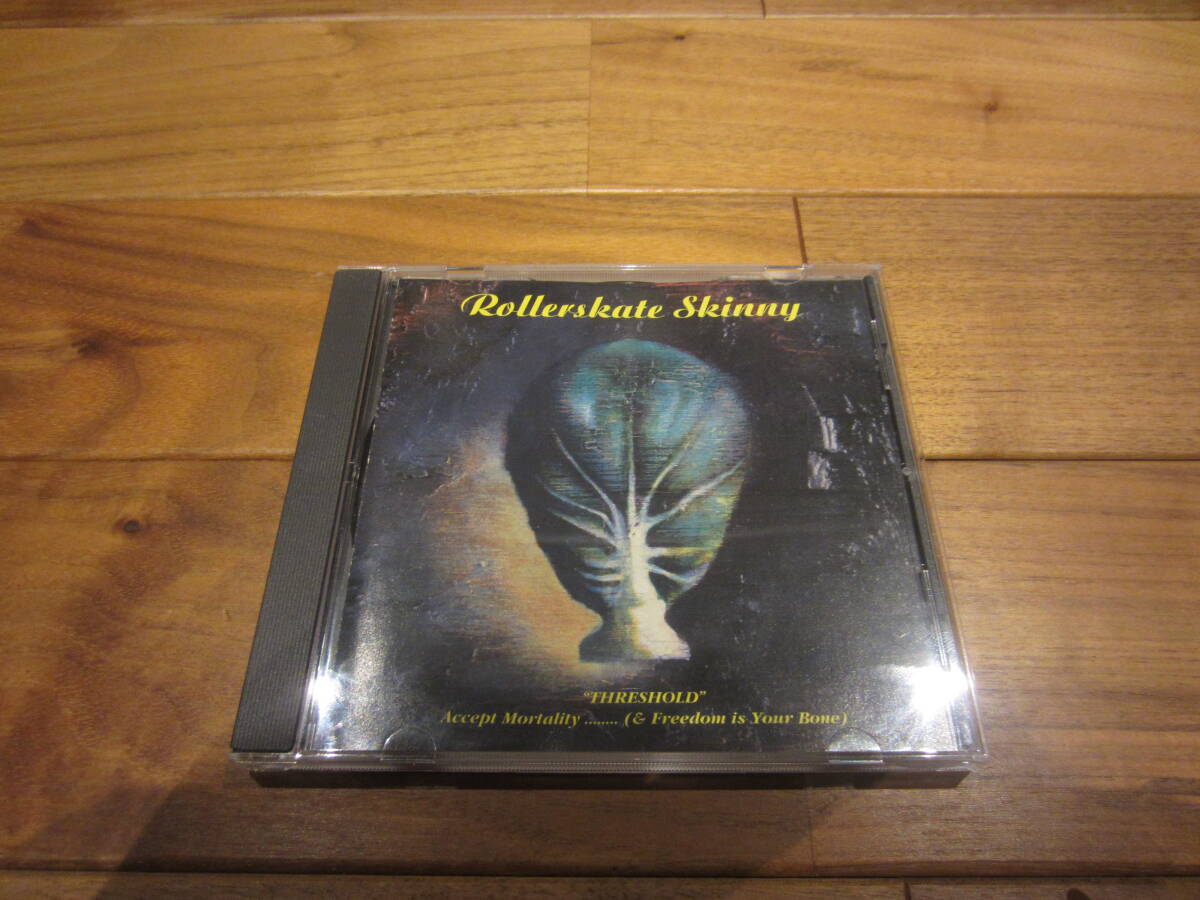 Rollerskate Skinny
"THRESHOLD"
Accept Mortality ........ (& Freedom is Your Bone)